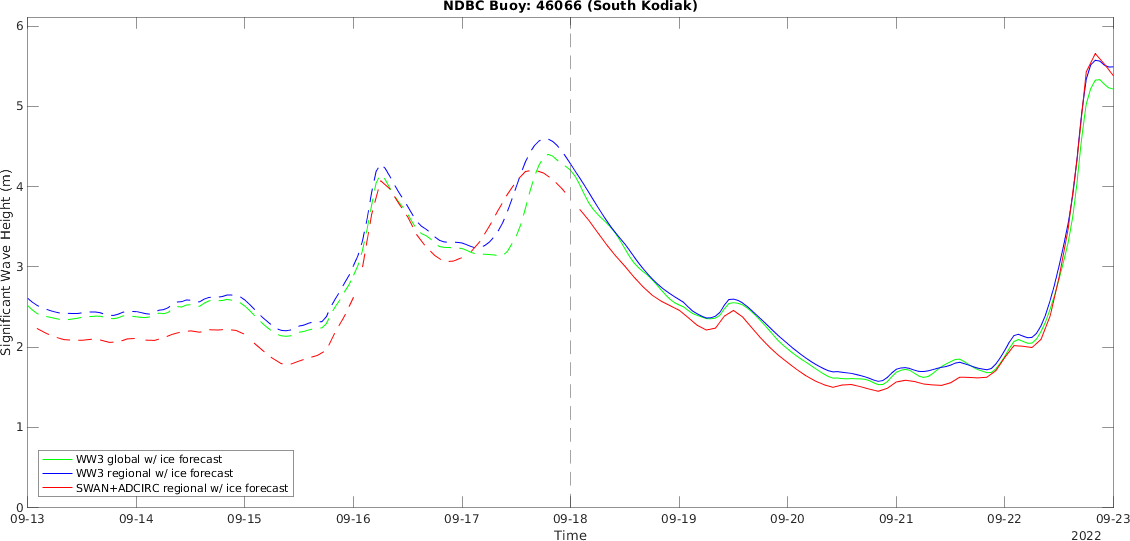 NDBC Buoy: 46066 (South Kodiak)
Significant Wave Height (m)
6
5
4
3
2
1
0
WW3 global w/ ice forecast
WW3 regional w/ ice forecast
SWAN+ADCIRC regional w/ ice forecast
09-13 09-14 09-15 09-16 09-17 09-18 09-19 09-20 09-21 09-22 09-23
Time
2022